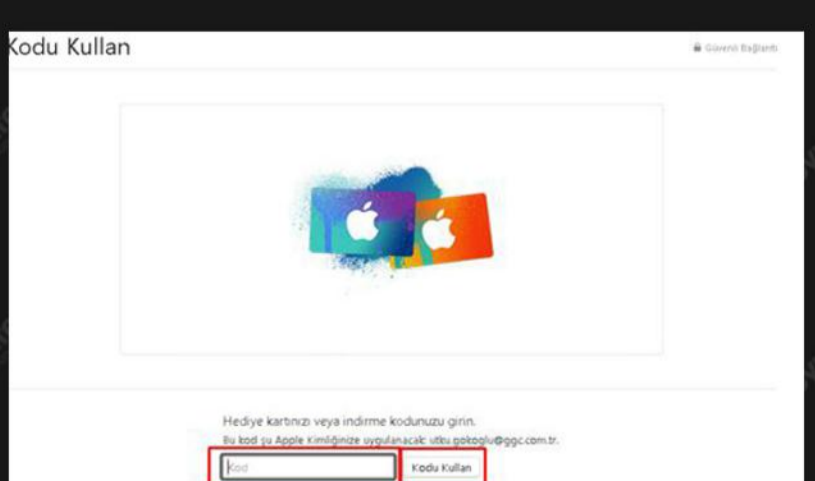 Kodu Kullan
Güvenli Bağlantı
Hediye kartınızı veya indirme kodunuzu girin.
Bu kod şu Apple Kimliğinize uygulanacak: utku.gokoglu@ggc.com.tr.
Kod
Kodu Kullan